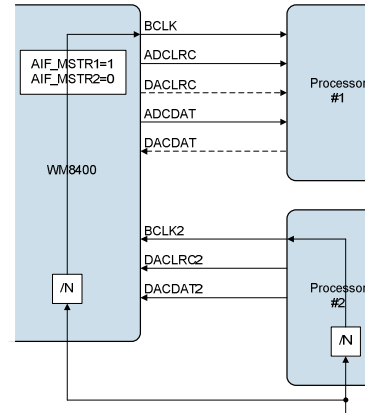 BCLK
AIF_MSTR1=1
AIF_MSTR2=0
ADCLRC
DACLRC
ADCDAT
DACDAT
Processor
#1
WM8400
BCLK2
DACLRC2
DACDAT2
Processor
#2
/N
/N